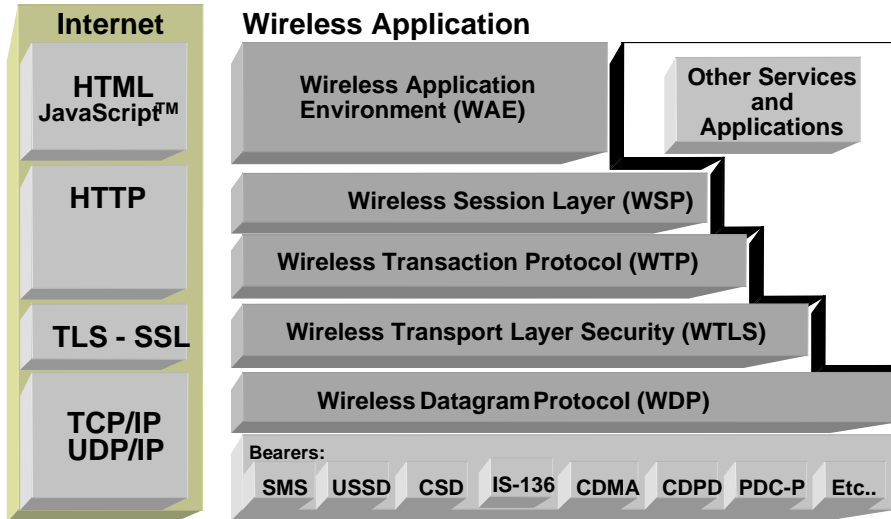 Internet
HTML
JavaScript™
HTTP
TLS - SSL
TCP/IP
UDP/IP
Wireless Application
Wireless Application
Environment (WAE)
Other Services
and
Applications
Wireless Session Layer (WSP)
Wireless Transaction Protocol (WTP)
Wireless Transport Layer Security (WTLS)
Wireless Datagram Protocol (WDP)
Bearers:
SMS USSD CSD IS-136 CDMA CDPD PDC-P Etc..